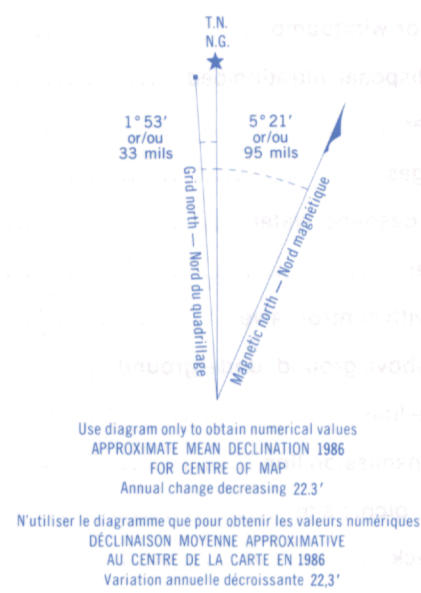 T.N.
N.G.
1°53′
or/ou
33 mils
5°21′
or/ou
95 mils
Grid north — Nord du quadrillage
Magnetic north — Nord magnétique
Use diagram only to obtain numerical values
APPROXIMATE MEAN DECLINATION 1986
FOR CENTRE OF MAP
Annual change decreasing 22.3′
N'utiliser le diagramme que pour obtenir les valeurs numériques
DÉCLINAISON MOYENNE APPROXIMATIVE
AU CENTRE DE LA CARTE EN 1986
Variation annuelle décroissante 22,3′